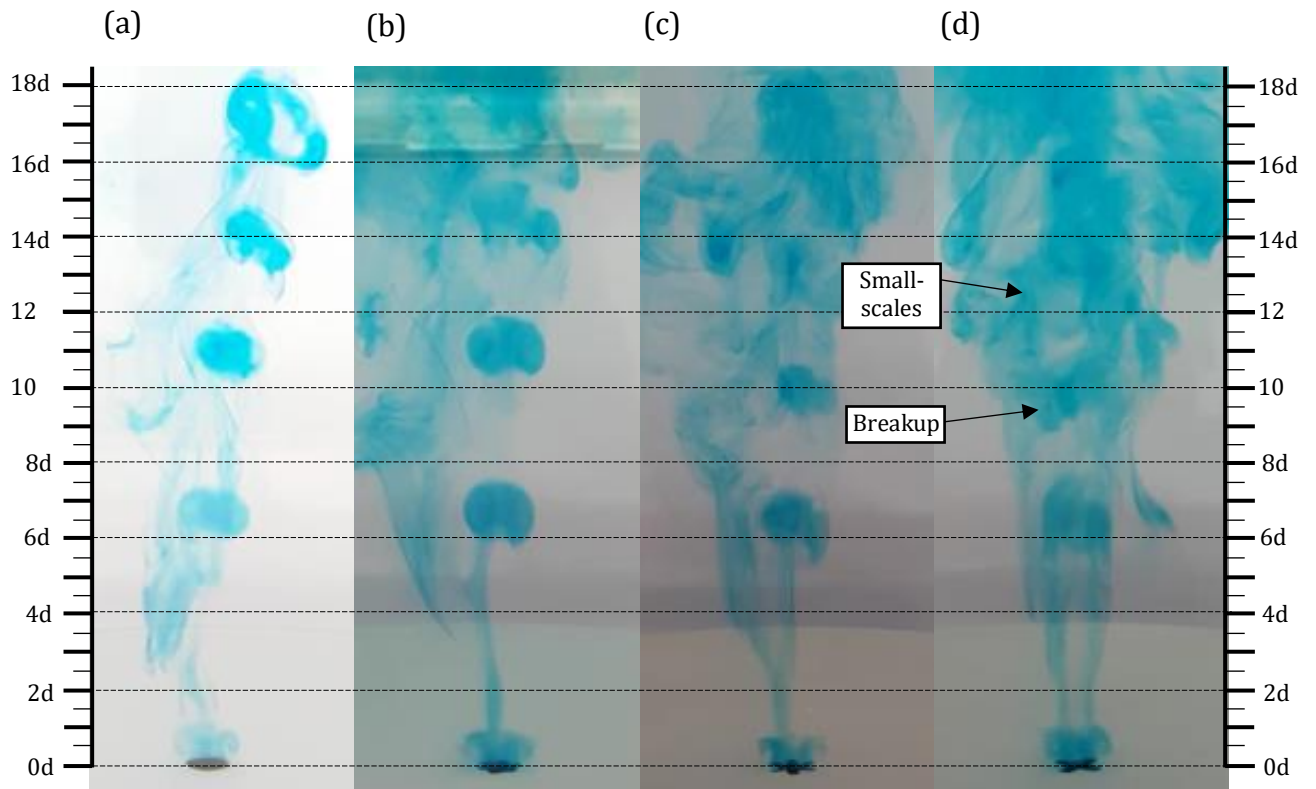 (a) (b) (c) (d)
18d 18d
16d 16d
14d 14d
Small-
scales
12 12
10 10
Breakup
8d 8d
6d 6d
4d 4d
2d 2d
0d 0d